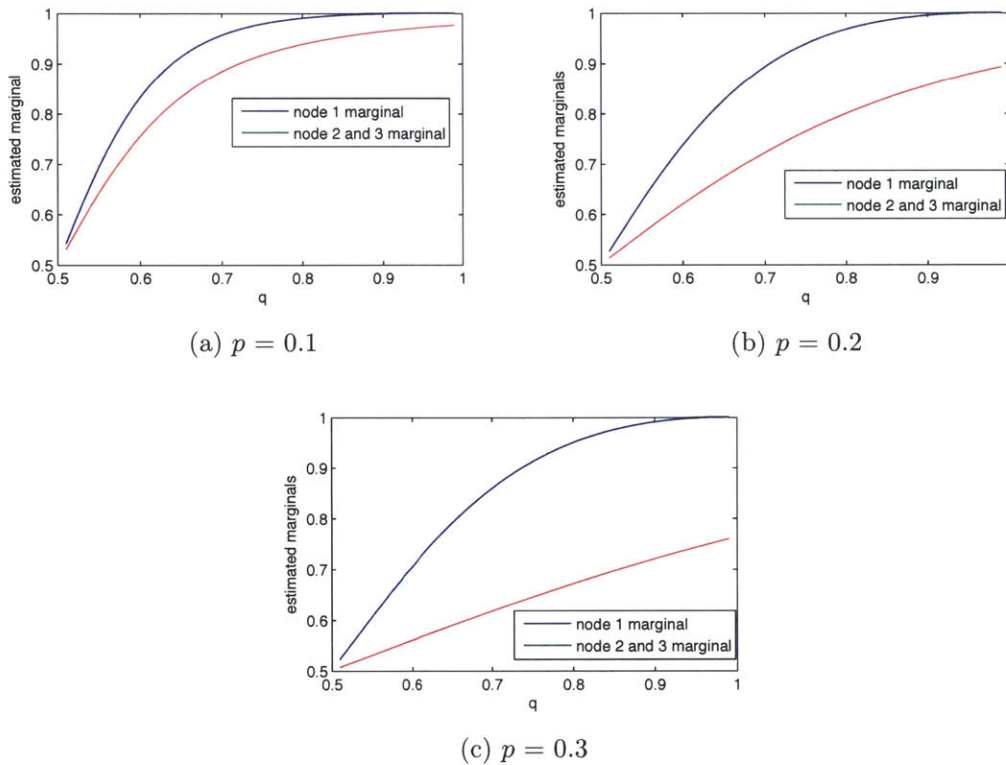 1
0.9
0.8
0.7
0.6
0.5
estimated marginal
node 1 marginal
node 2 and 3 marginal
0.5 0.6 0.7 0.8 0.9 1
q
(a) p = 0.1
1
0.9
0.8
0.7
0.6
0.5
estimated marginals
node 1 marginal
node 2 and 3 marginal
0.5 0.6 0.7 0.8 0.9
q
(b) p = 0.2
1
0.9
0.8
0.7
0.6
0.5
estimated marginals
node 1 marginal
node 2 and 3 marginal
0.5 0.6 0.7 0.8 0.9 1
q
(c) p = 0.3